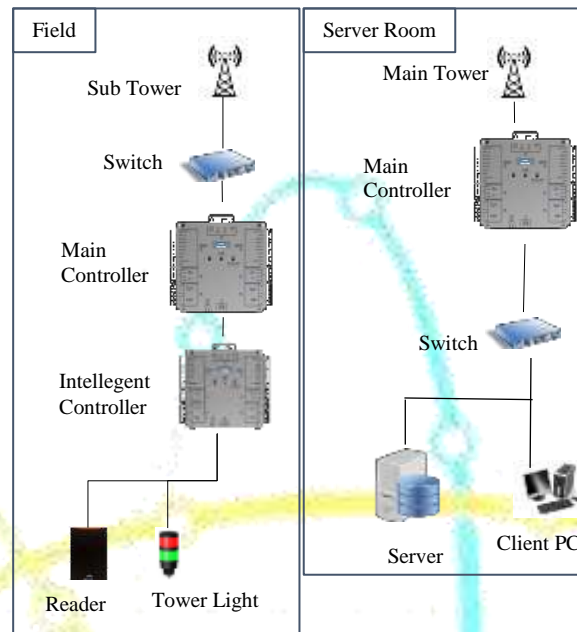 Field
Sub Tower
Switch
Main
Controller
Intellegent
Controller
Reader
Tower Light
Server Room
Main Tower
Main
Controller
Switch
Server
Client PC